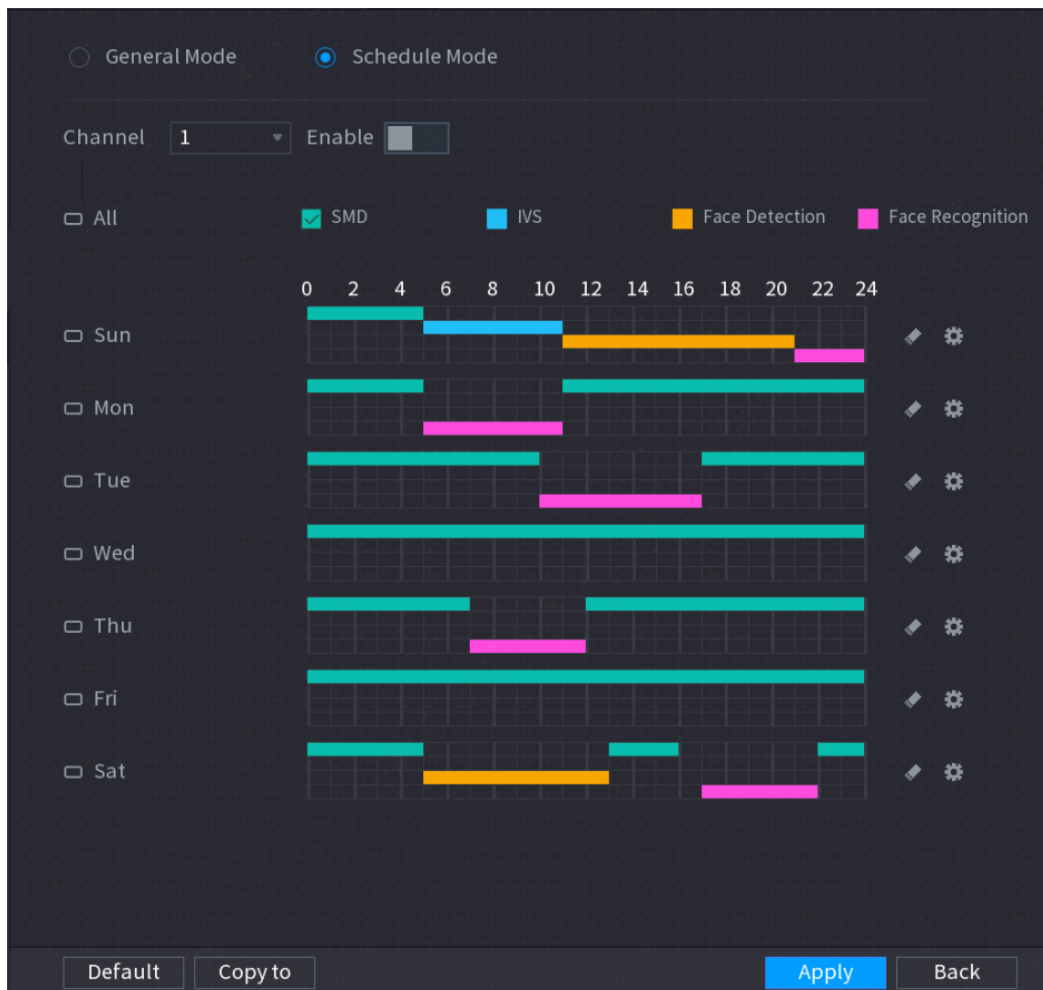 General Mode Schedule Mode
Channel 1 Enable
All SMD IVS Face Detection Face Recognition
0 2 4 6 8 10 12 14 16 18 20 22 24
Sun
Mon
Tue
Wed
Thu
Fri
Sat
Default Copy to Apply Back